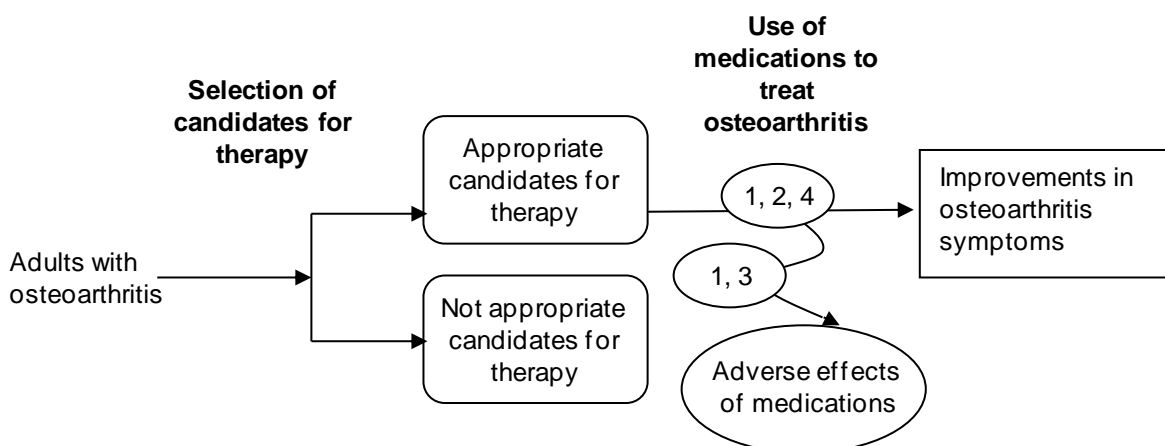 Adults with
osteoarthritis
Selection of
candidates for
therapy
Appropriate
candidates for
therapy
Not appropriate
candidates for
therapy
Use of
medications to
treat
osteoarthritis
1, 2, 4
1, 3
Improvements in
osteoarthritis
symptoms
Adverse effects
of medications